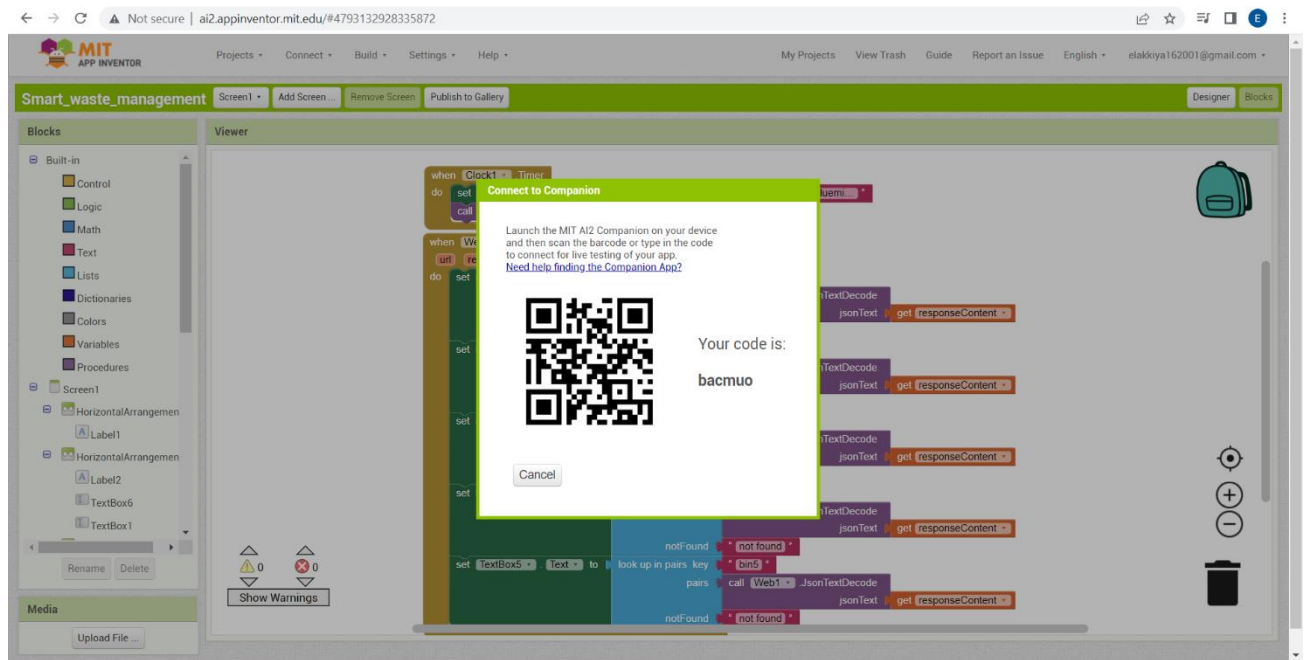 Not secure | ai2.appinventor.mit.edu/#4793132928335872
E
MIT
APP INVENTOR
Projects Connect Build Settings Help My Projects View Trash Guide Report an Issue English elakkiya162001@gmail.com
Smart_waste_management Screen1 Add Screen ... Remove Screen Publish to Gallery Designer Blocks
Blocks
Viewer
Built-in
Control
Logic
Math
Text
Lists
Dictionaries
Colors
Variables
Procedures
Screen1
HorizontalArrangemen
Label1
HorizontalArrangemen
Label2
TextBox6
TextBox1
Rename Delete
Media
Upload File ...
when Clock1 Timer
do set
call
when
url
do set
jsonText get responseContent
set
jsonText get responseContent
set
jsonText get responseContent
set
jsonText get responseContent
notFound " not found "
set TextBox5 . Text to look up in pairs key " bin5 "
pairs call Web1 .JsonTextDecode
jsonText get responseContent
notFound " not found "
0 0
Show Warnings
Connect to Companion
Launch the MIT AI2 Companion on your device
and then scan the barcode or type in the code
to connect for live testing of your app.
Need help finding the Companion App?
Your code is:
bacmuo
Cancel